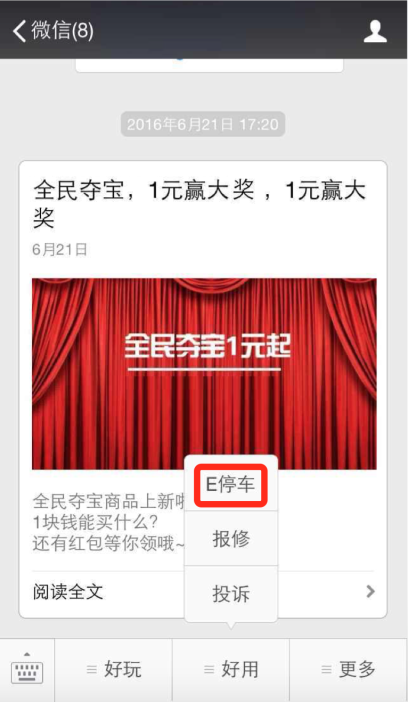 微信(8)
2016年6月21日 17:20
全民夺宝，1元赢大奖，1元赢大
奖
6月21日
全民夺宝1元起
全民夺宝商品上新啦
1块钱能买什么?
还有红包等你领哦~
E停车
报修
投诉
阅读全文
好玩
好用
更多